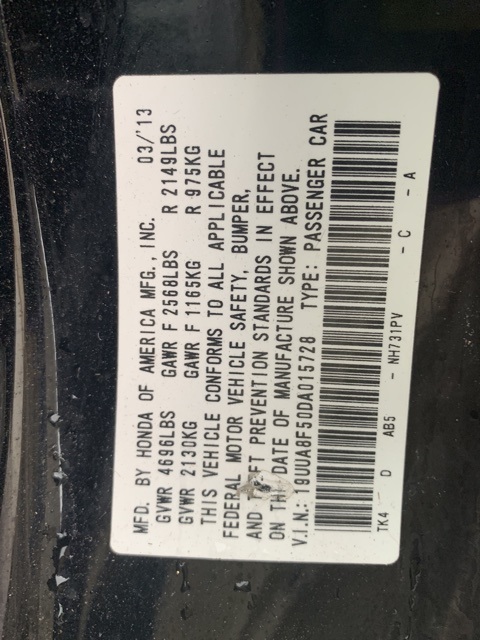 MFD. BY HONDA OF AMERICA MFG., INC. 03/'13
GVWR 4696LBS GAWR F 2568LBS R 2149LBS
GVWR 2130KG GAWR F 1165KG R 975KG
THIS VEHICLE CONFORMS TO ALL APPLICABLE
FEDERAL MOTOR VEHICLE SAFETY, BUMPER,
AND PREVENTION STANDARDS IN EFFECT
ON THE DATE OF MANUFACTURE SHOWN ABOVE.
V.I.N.: 19UUA8F50DA015728 TYPE: PASSENGER CAR
TK4 D AB5 - NH731PV - C - A